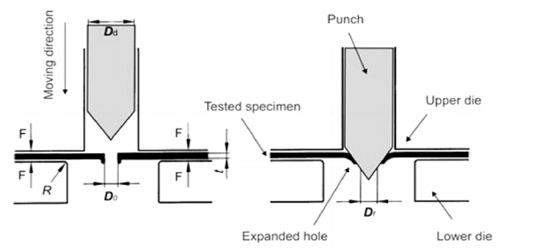 Moving direction
Dd
F
F
F
F
t
R
D0
Punch
Tested specimen
Upper die
Df
Expanded hole
Lower die